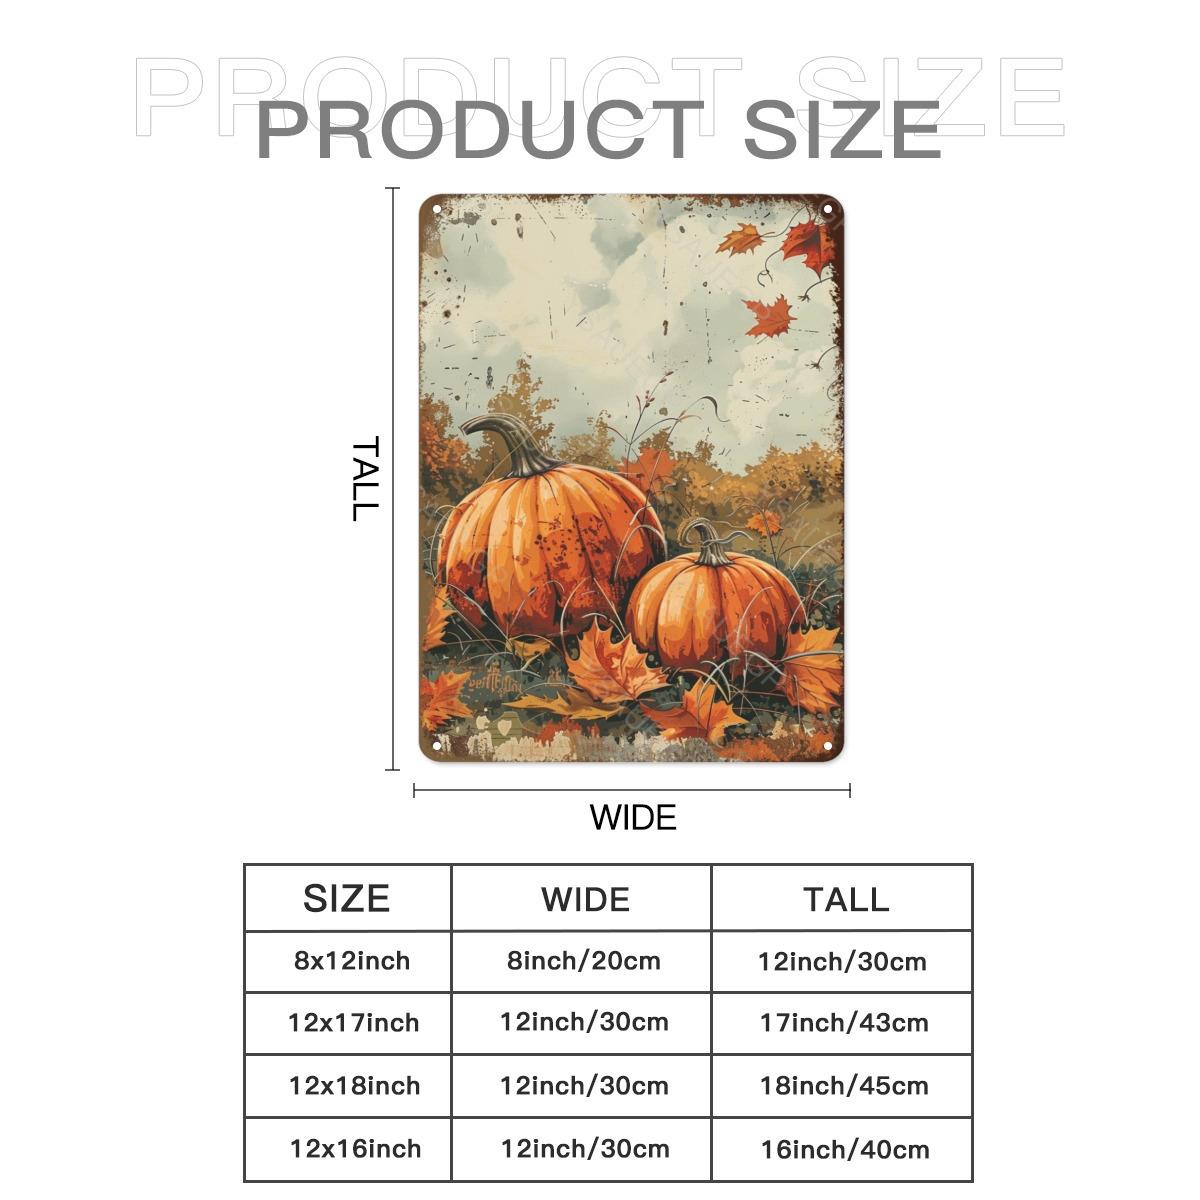 PRODUCT SIZE
PRODUCT SIZE
TALL
WIDE
SIZE WIDE TALL
8x12inch 8inch/20cm 12inch/30cm
12x17inch 12inch/30cm 17inch/43cm
12x18inch 12inch/30cm 18inch/45cm
12x16inch 12inch/30cm 16inch/40cm